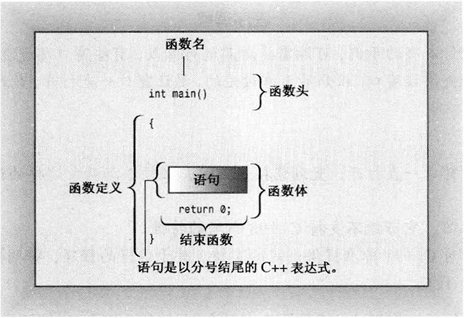 函数名
int main()
函数头
{
函数定义
语句
函数体
return 0;
结束函数
}
语句是以分号结尾的 C++ 表达式。